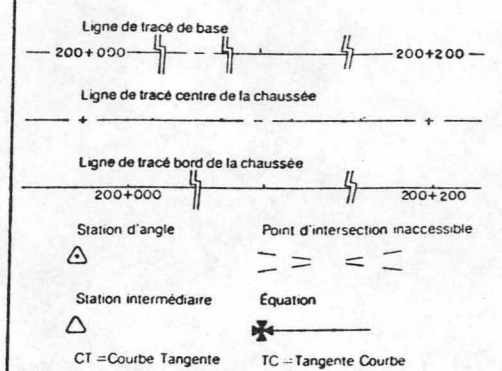 Ligne de tracé de base
200+000 200+200
Ligne de tracé centre de la chaussée
Ligne de tracé bord de la chaussée
200+000 200+200
Station d'angle Point d'intersection inaccessible
Station intermédiaire Équation
CT = Courbe Tangente TC = Tangente Courbe